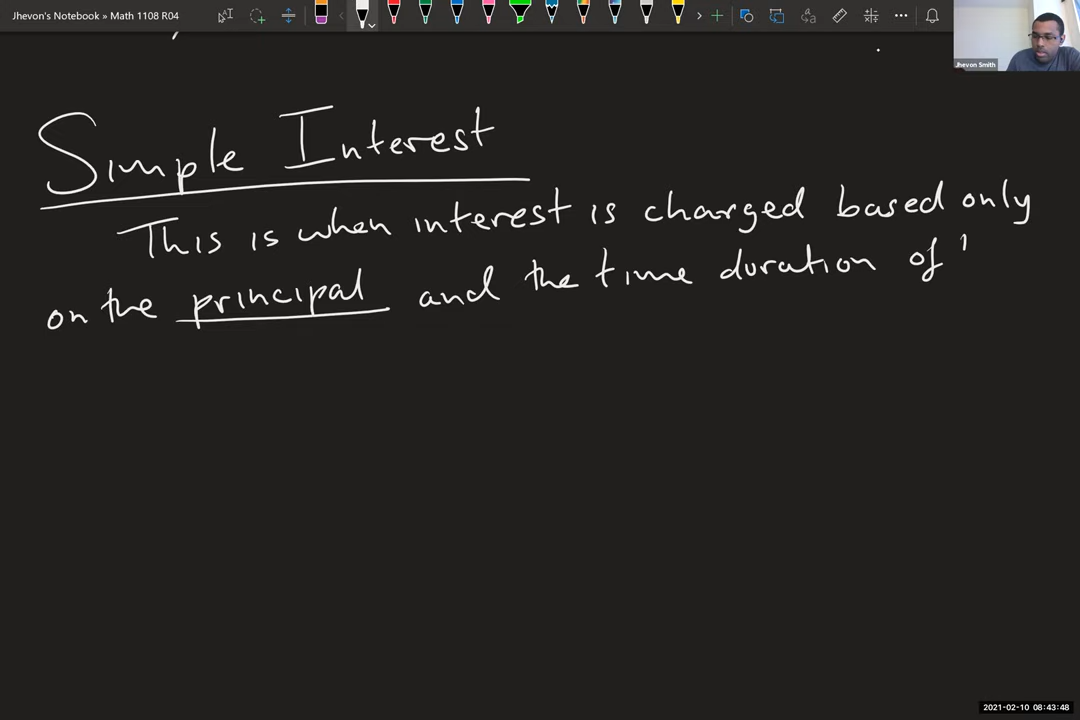 Jhevon's Notebook » Math 1108 R04
Jhevon Smith
Simple Interest
This is when interest is charged based only
on the principal and the time duration of
2021-02-10 08:43:48